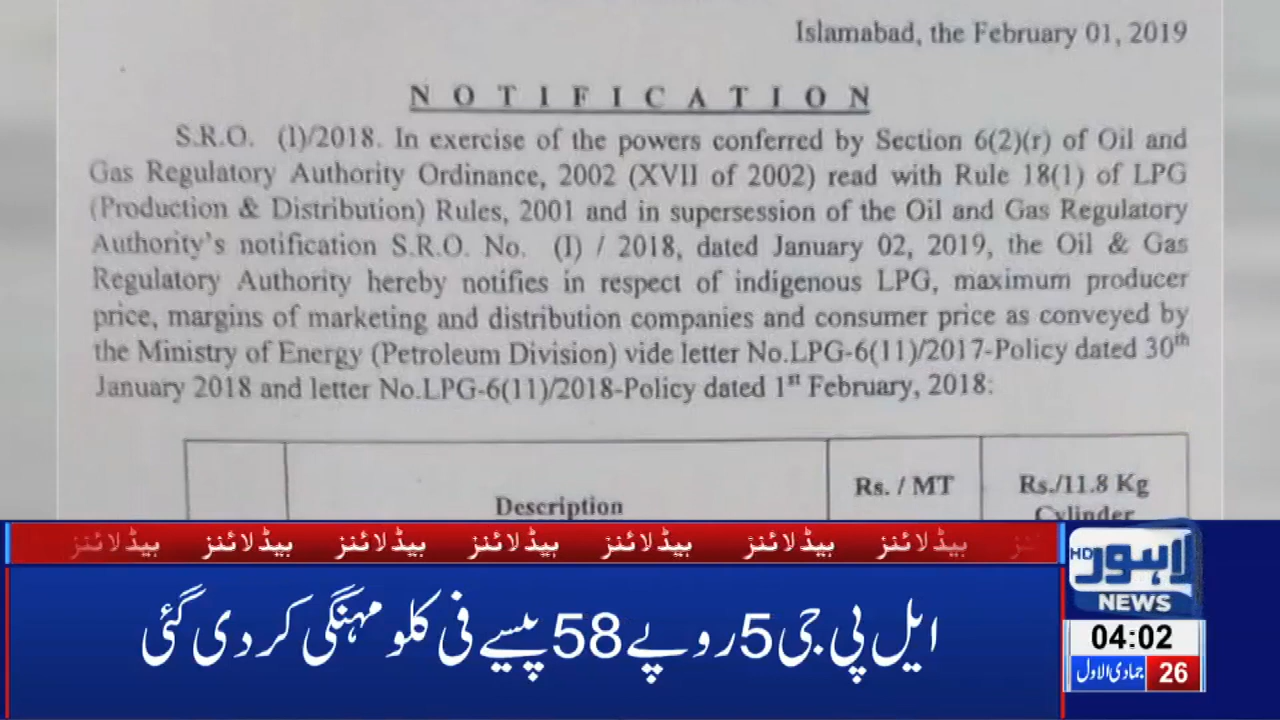 Islamabad, the February 01, 2019
NOTIFICATION
S.R.O. (I)/2018. In exercise of the powers conferred by Section 6(2)(r) of Oil and
Gas Regulatory Authority Ordinance, 2002 (XVII of 2002) read with Rule 18(1) of LPG
(Production & Distribution) Rules, 2001 and in supersession of the Oil and Gas Regulatory
Authority's notification S.R.O. No. (I) / 2018, dated January 02, 2019, the Oil & Gas
Regulatory Authority hereby notifies in respect of indigenous LPG, maximum producer
price, margins of marketing and distribution companies and consumer price as conveyed by
the Ministry of Energy (Petroleum Division) vide letter No.LPG-6(11)/2017-Policy dated 30th
January 2018 and letter No.LPG-6(11)/2018-Policy dated 1st February, 2018:
Description
Rs. / MT
Rs./11.8 Kg
Cylinder
ہیڈلائنز ہیڈلائنز ہیڈلائنز ہیڈلائنز ہیڈلائنز ہیڈلائنز ہیڈلائنز
ایل پی جی 5 روپے 58 پیسے فی کلو مہنگی کر دی گئی
لاہور HD
NEWS
04:02
26 جمادی الاول